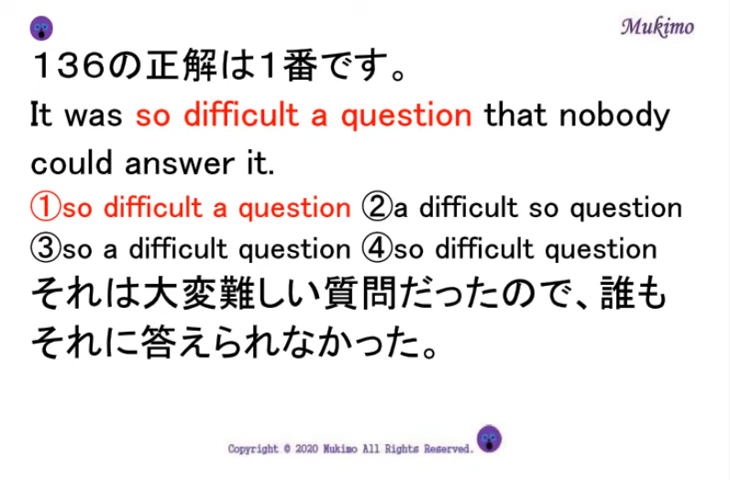 Mukimo
136の正解は1番です。
It was so difficult a question that nobody
could answer it.
①so difficult a question ②a difficult so question
③so a difficult question ④so difficult question
それは大変難しい質問だったので、誰も
それに答えられなかった。
Copyright © 2020 Mukimo All Rights Reserved.